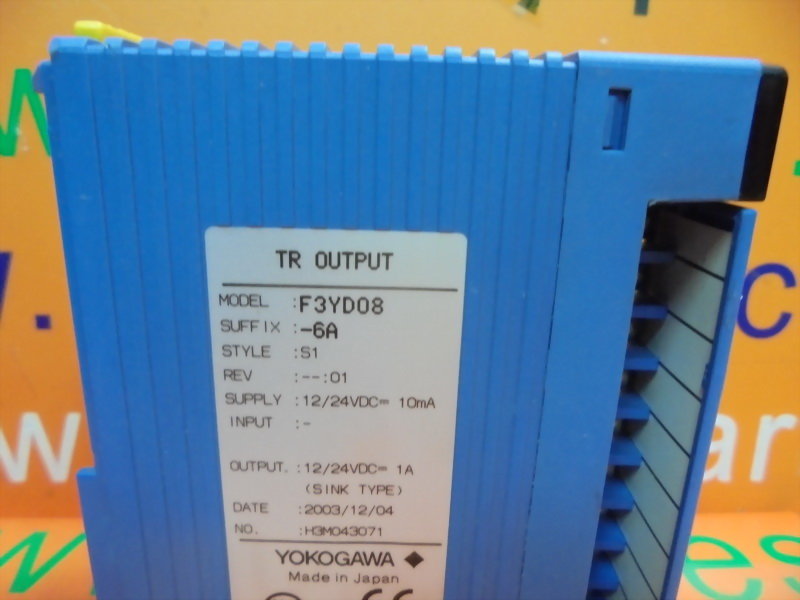 TR OUTPUT
MODEL :F3YD08
SUFFIX :-6A
STYLE :S1
REV :--:01
SUPPLY :12/24VDC⎓ 10mA
INPUT :-
OUTPUT. :12/24VDC⎓ 1A
(SINK TYPE)
DATE :2003/12/04
NO. :H3M043071
YOKOGAWA ◆
Made in Japan
CE